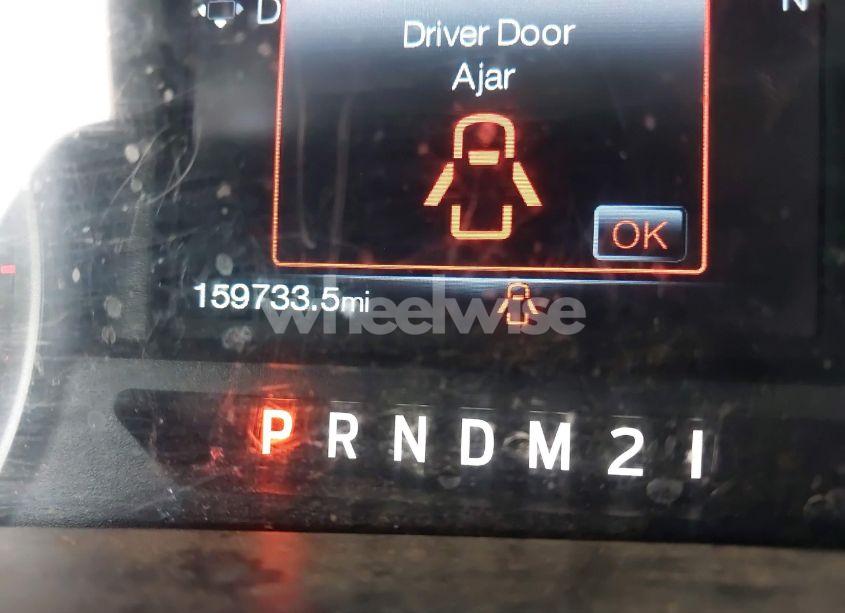 D
N
Driver Door
Ajar
OK
159733.5mi
wheelwise
P R N D M 2 1